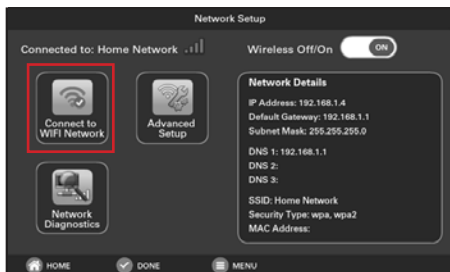 Network Setup
Connected to: Home Network
Wireless Off/On
ON
Connect to
WIFI Network
Advanced
Setup
Network
Diagnostics
Network Details
IP Address: 192.168.1.4
Default Gateway: 192.168.1.1
Subnet Mask: 255.255.255.0
DNS 1: 192.168.1.1
DNS 2:
DNS 3:
SSID: Home Network
Security Type: wpa, wpa2
MAC Address:
HOME
DONE
MENU